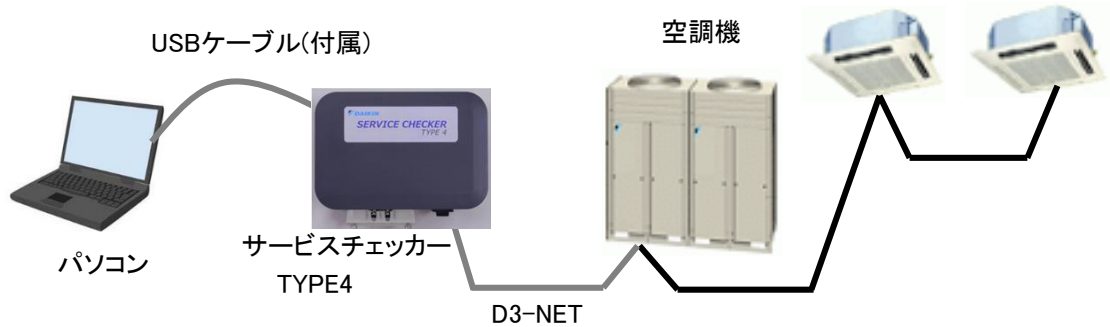 USBケーブル(付属)
空調機
DAIKIN
SERVICE CHECKER
TYPE 4
パソコン
サービスチェッカー
TYPE4
D3-NET